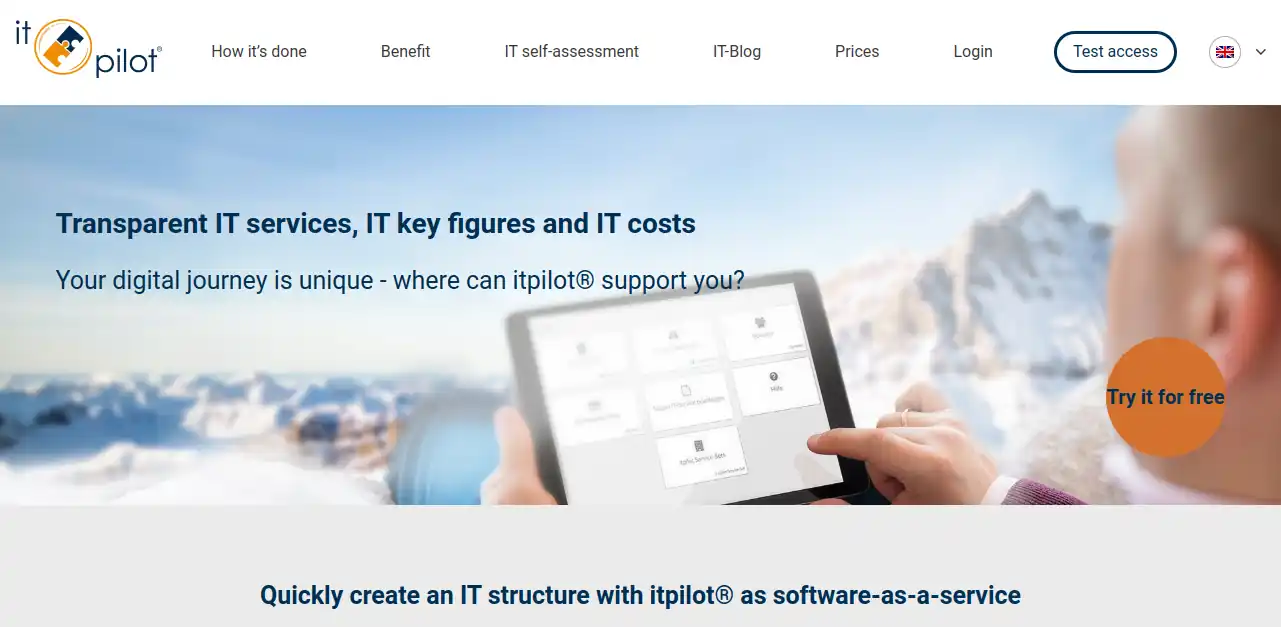 it
pilot®
How it’s done
Benefit
IT self-assessment
IT-Blog
Prices
Login
Test access
Transparent IT services, IT key figures and IT costs
Your digital journey is unique - where can itpilot® support you?
Hilfe
Try it for free
Quickly create an IT structure with itpilot® as software-as-a-service